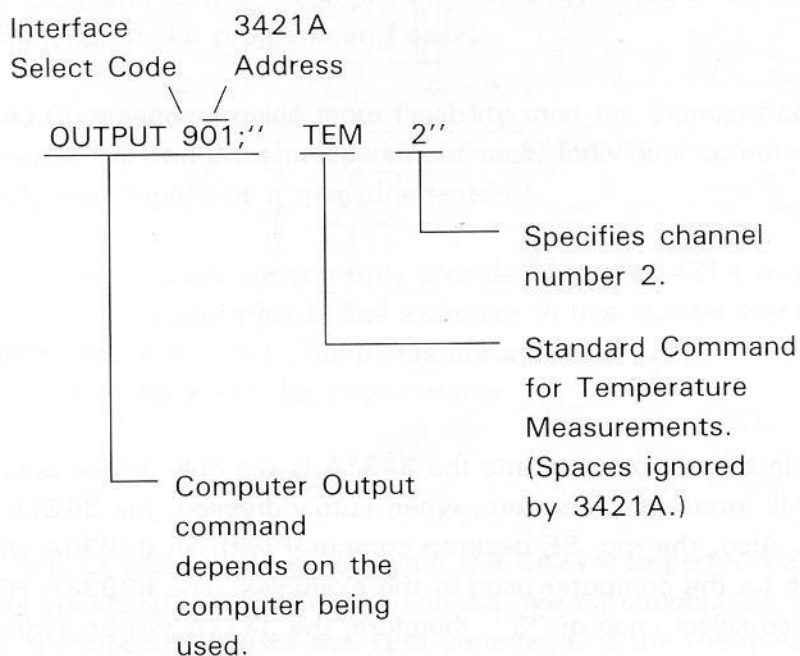 Interface 3421A
Select Code Address
OUTPUT 901;'' TEM 2''
Specifies channel
number 2.
Standard Command
for Temperature
Measurements.
(Spaces ignored
by 3421A.)
Computer Output
command
depends on the
computer being
used.